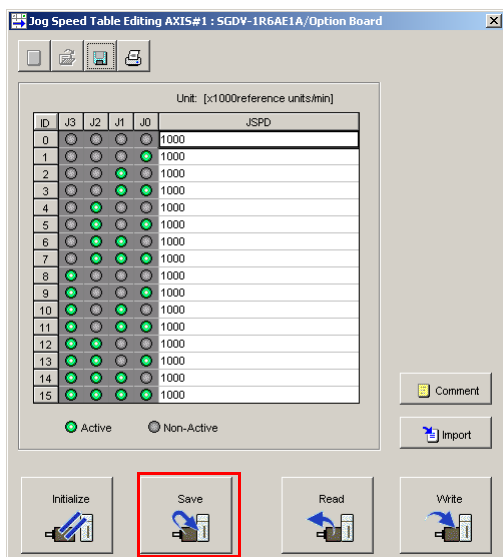 Jog Speed Table Editing AXIS#1 : SGDV-1R6AE1A/Option Board
Unit: [x1000reference units/min]
ID J3 J2 J1 J0 JSPD
0 1000
1 1000
2 1000
3 1000
4 1000
5 1000
6 1000
7 1000
8 1000
9 1000
10 1000
11 1000
12 1000
13 1000
14 1000
15 1000
Comment
Active Non-Active
Import
Initialize Save Read Write